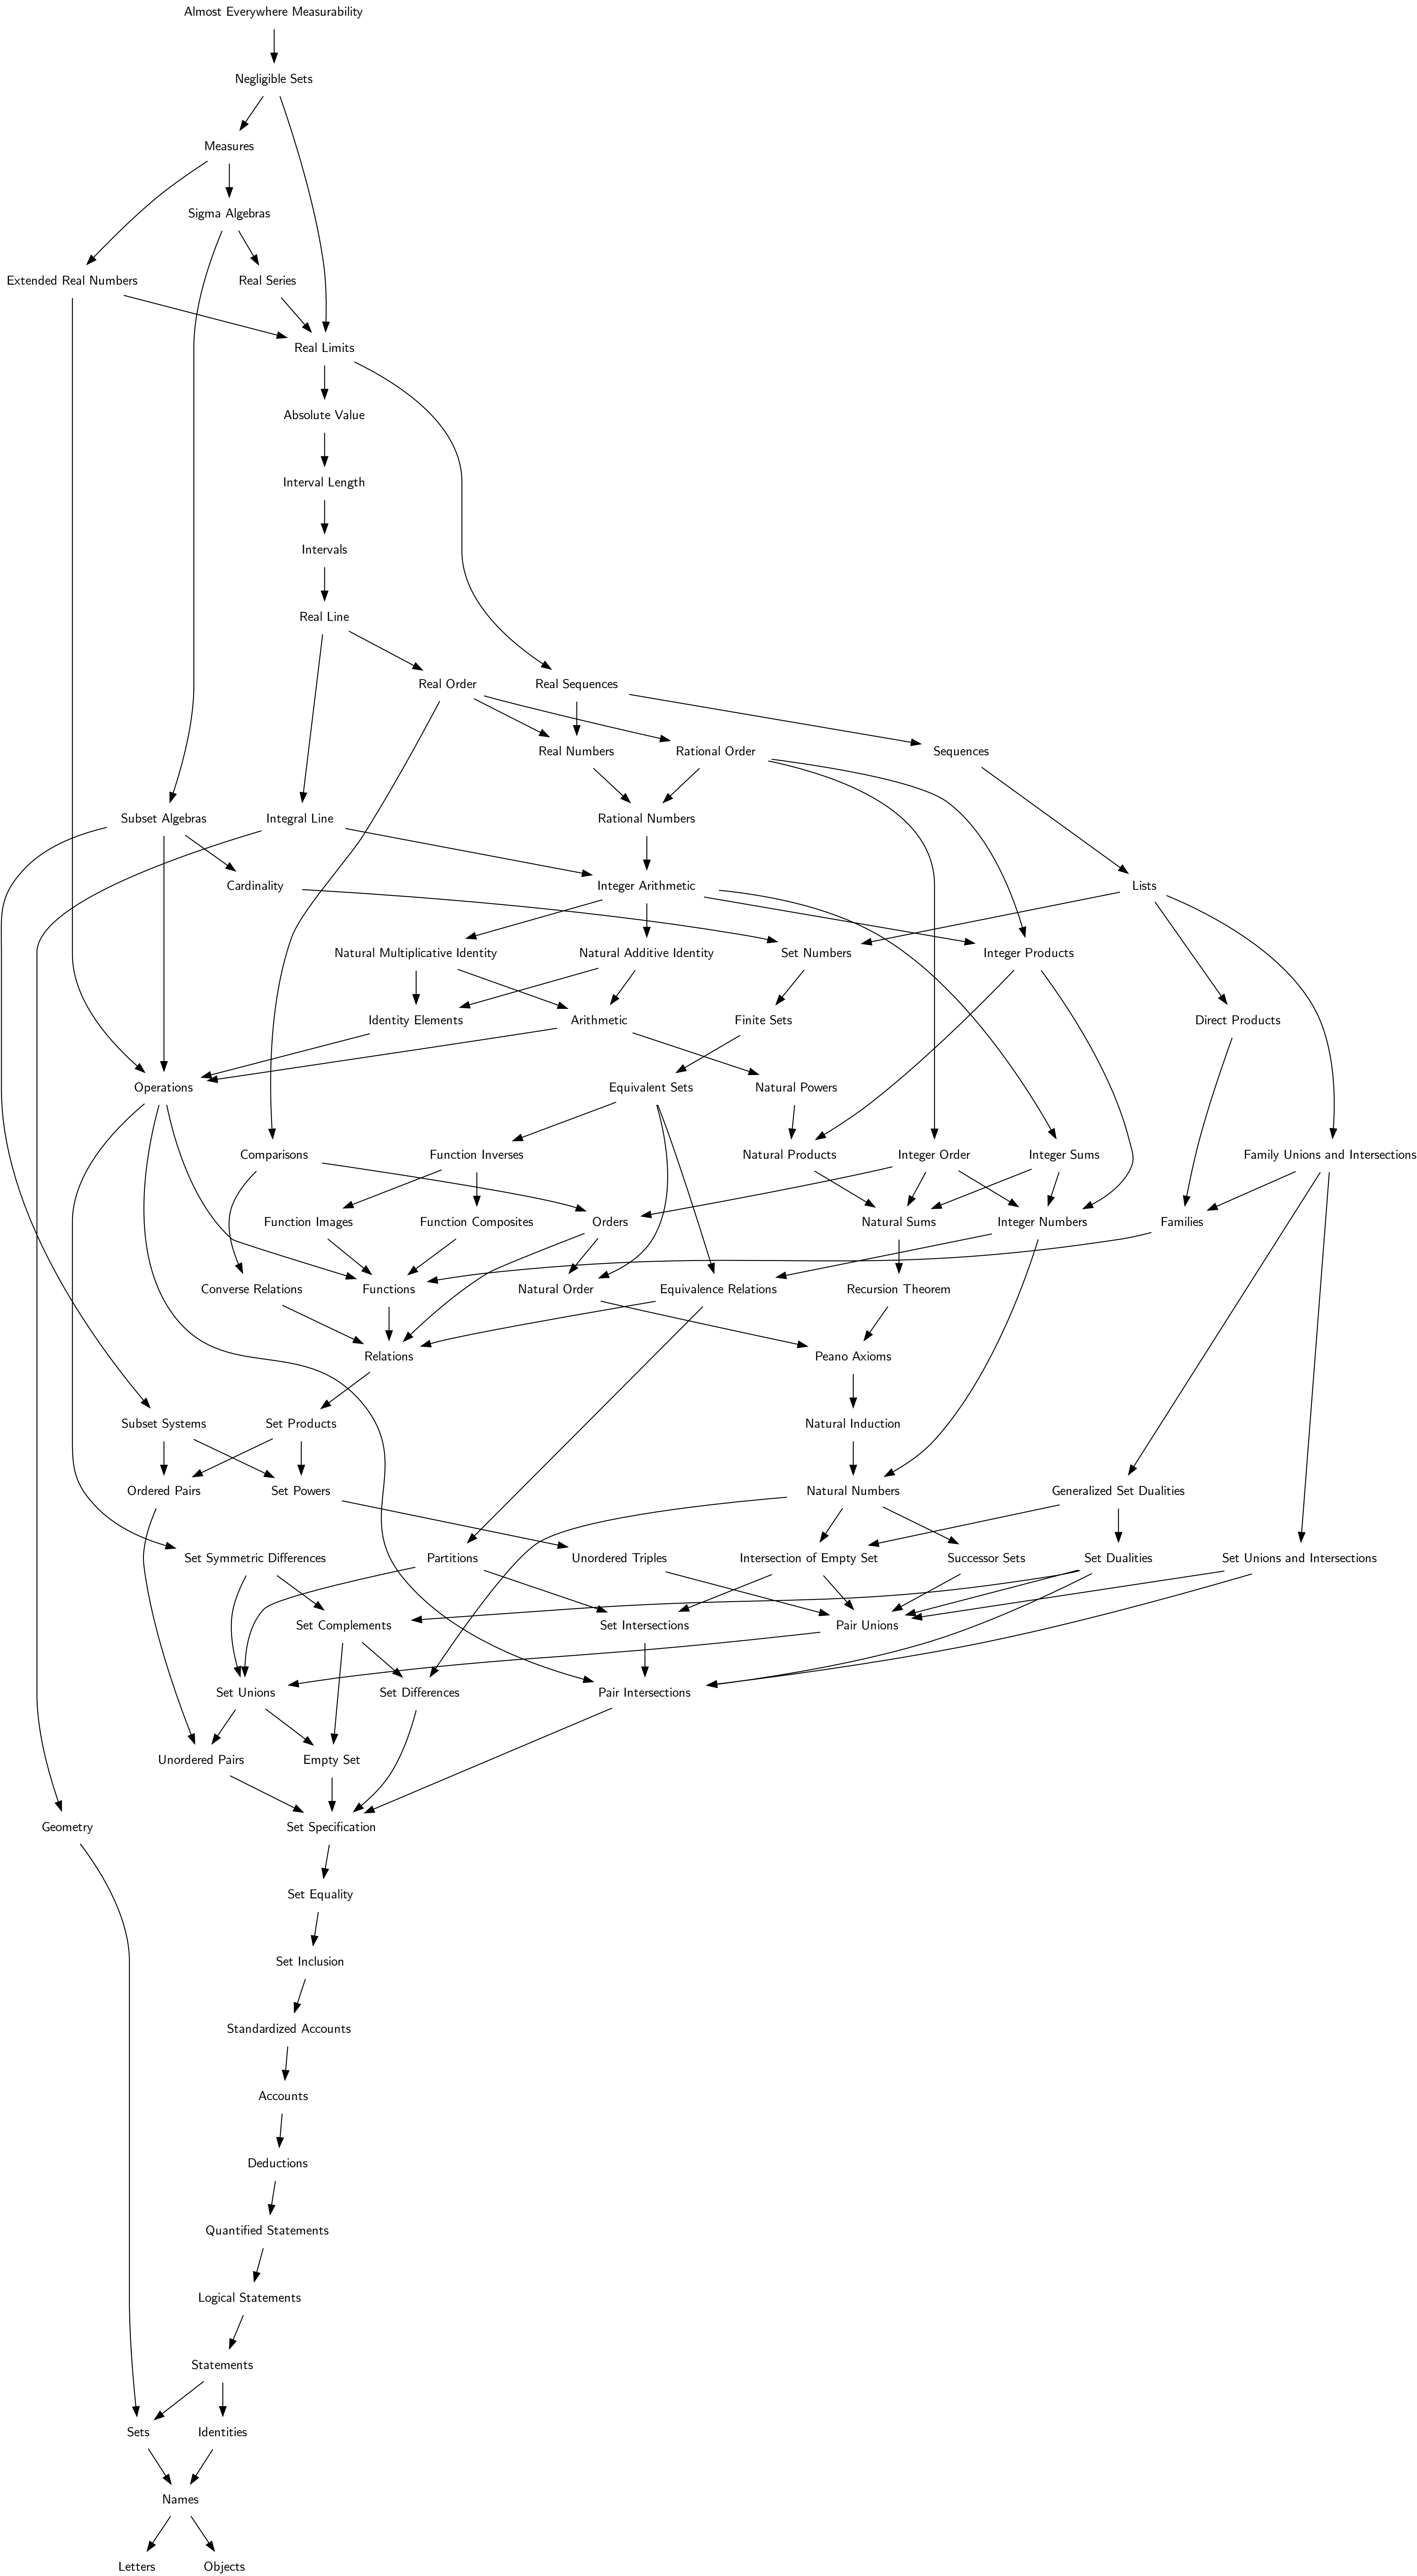 Almost Everywhere Measurability
Negligible Sets
Measures
Sigma Algebras
Extended Real Numbers
Real Series
Real Limits
Absolute Value
Interval Length
Intervals
Real Line
Real Order
Real Sequences
Real Numbers
Rational Order
Sequences
Subset Algebras
Integral Line
Rational Numbers
Cardinality
Integer Arithmetic
Lists
Natural Multiplicative Identity
Natural Additive Identity
Set Numbers
Integer Products
Identity Elements
Arithmetic
Finite Sets
Direct Products
Operations
Equivalent Sets
Natural Powers
Comparisons
Function Inverses
Natural Products
Integer Order
Integer Sums
Family Unions and Intersections
Function Images
Function Composites
Orders
Natural Sums
Integer Numbers
Families
Converse Relations
Functions
Natural Order
Equivalence Relations
Recursion Theorem
Relations
Peano Axioms
Subset Systems
Set Products
Natural Induction
Ordered Pairs
Set Powers
Natural Numbers
Generalized Set Dualities
Set Symmetric Differences
Partitions
Unordered Triples
Intersection of Empty Set
Successor Sets
Set Dualities
Set Unions and Intersections
Set Complements
Set Intersections
Pair Unions
Set Unions
Set Differences
Pair Intersections
Unordered Pairs
Empty Set
Geometry
Set Specification
Set Equality
Set Inclusion
Standardized Accounts
Accounts
Deductions
Quantified Statements
Logical Statements
Statements
Sets
Identities
Names
Letters
Objects